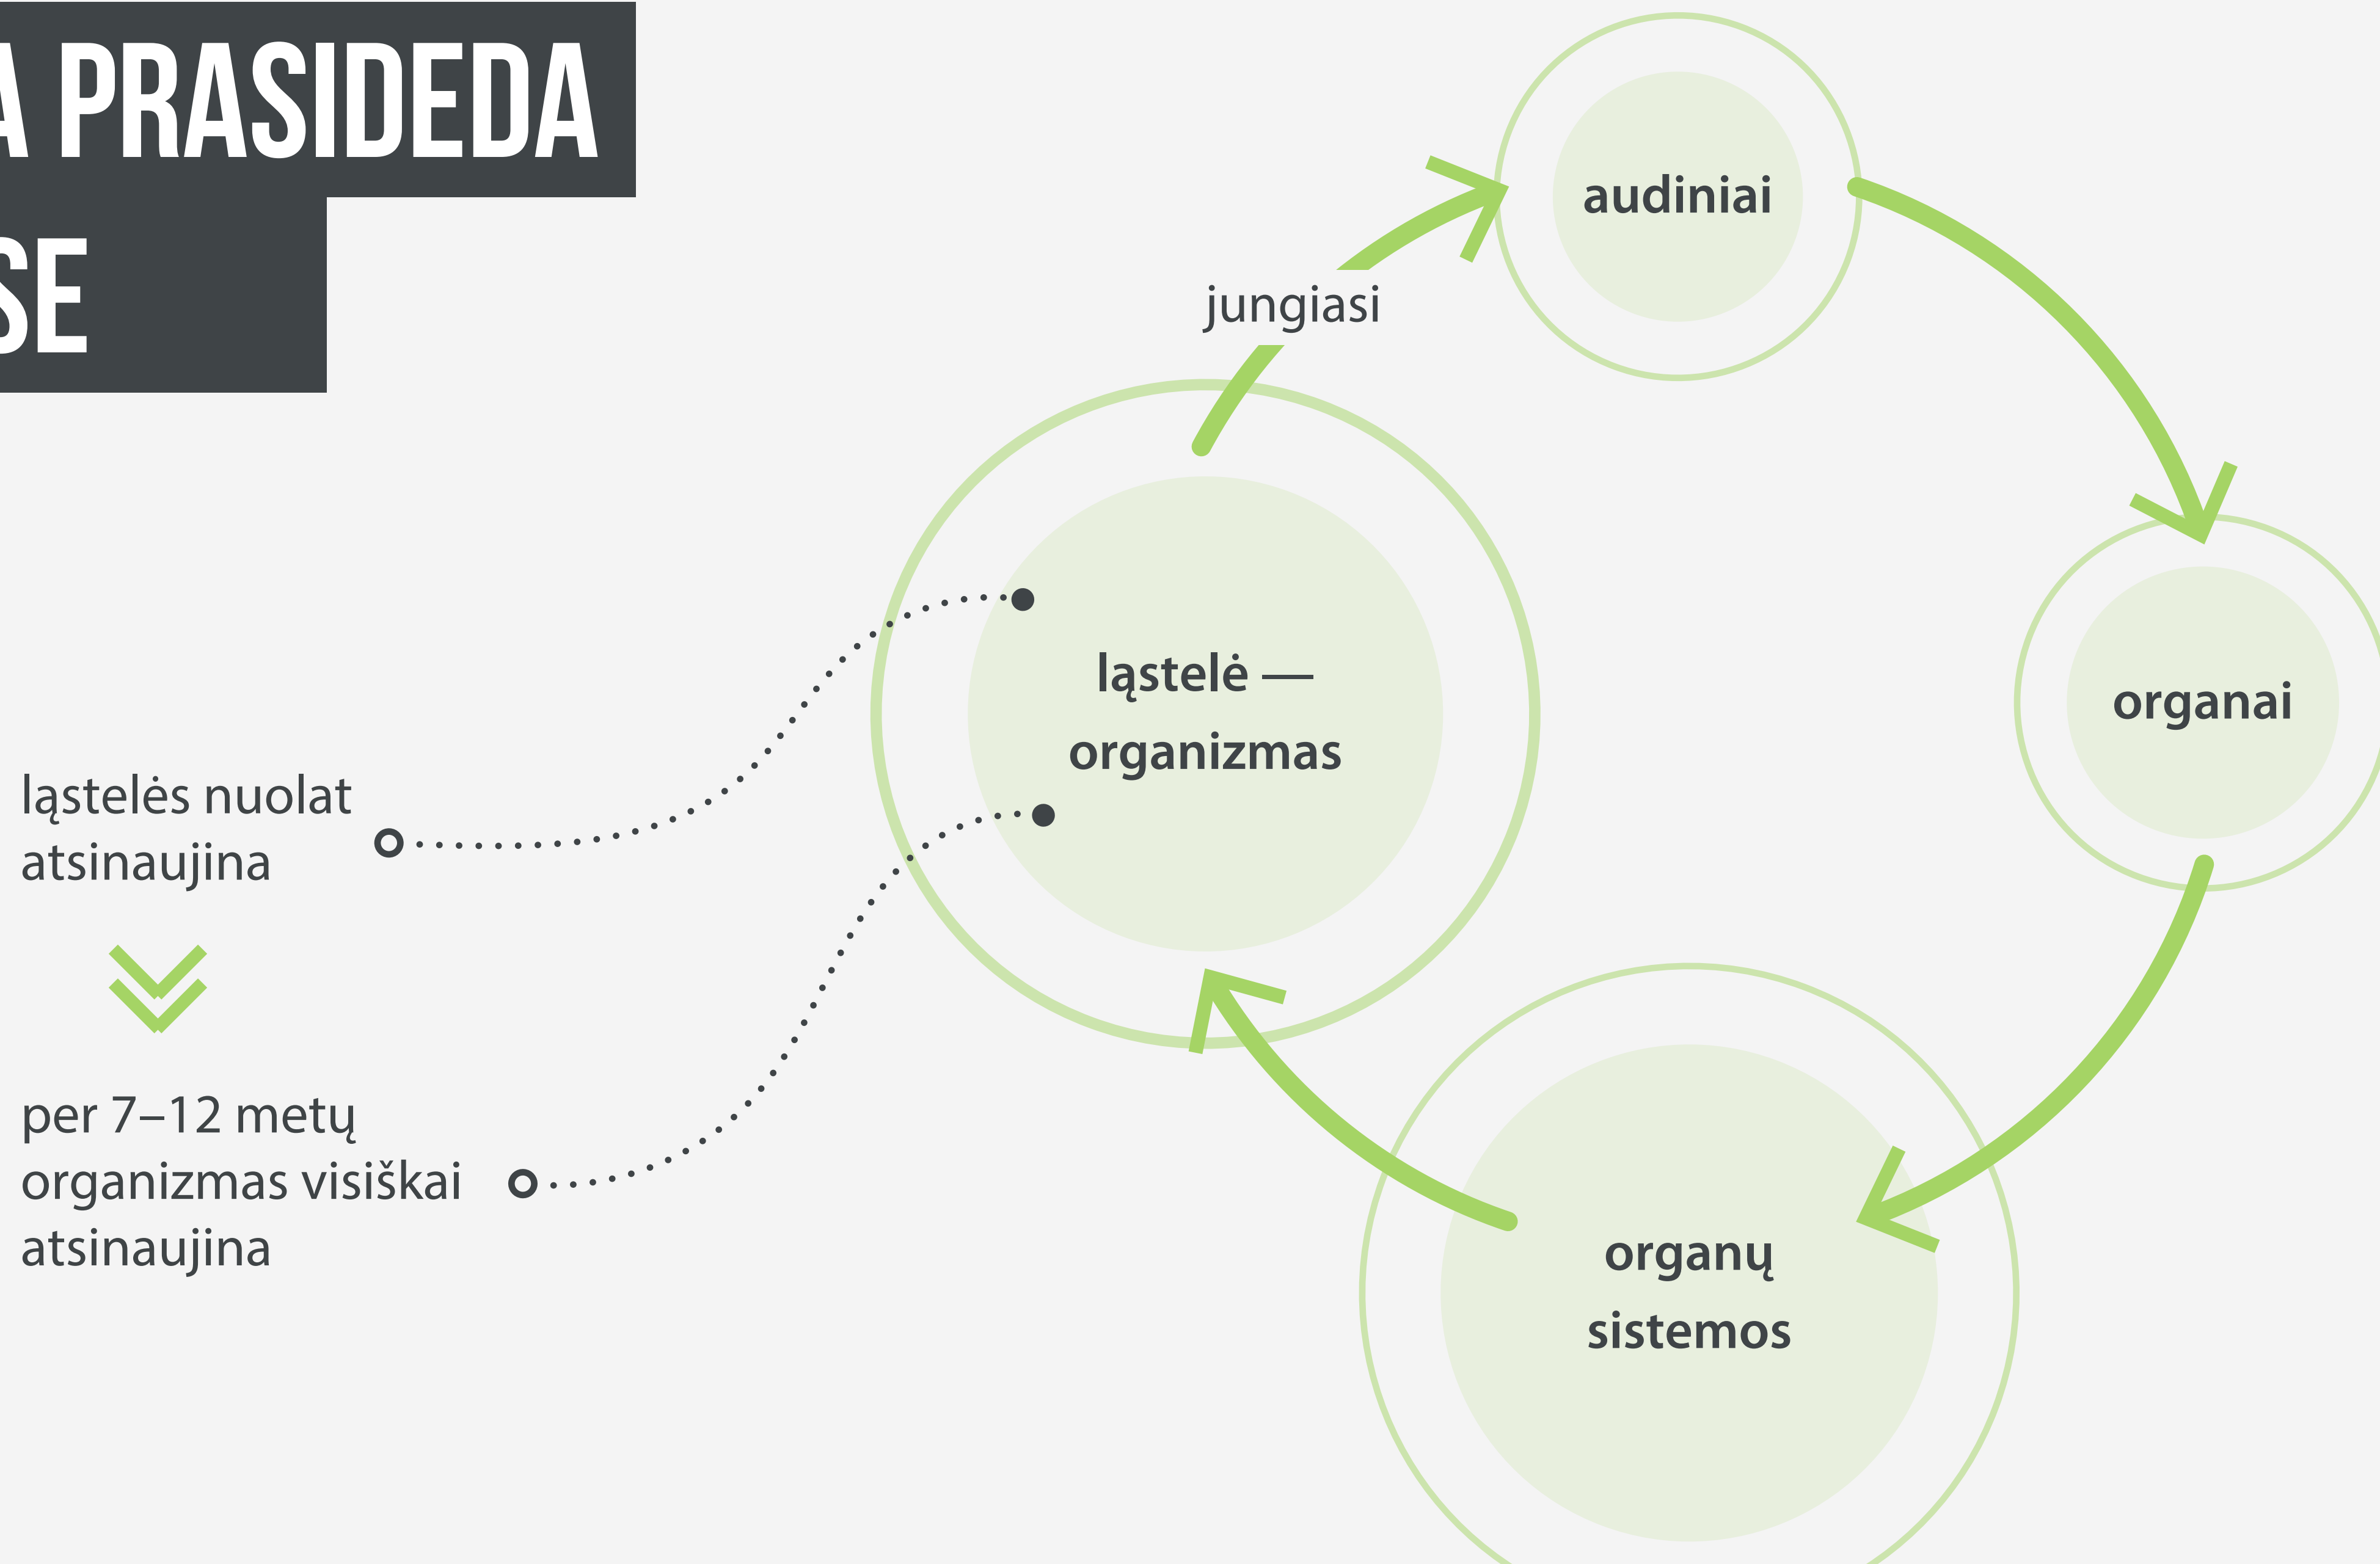 A PRASIDEDA
SE
audiniai
jungiasi
ląstelė —
organizmas
organai
ląstelės nuolat
atsinaujina
per 7–12 metų
organizmas visiškai
atsinaujina
organų
sistemos